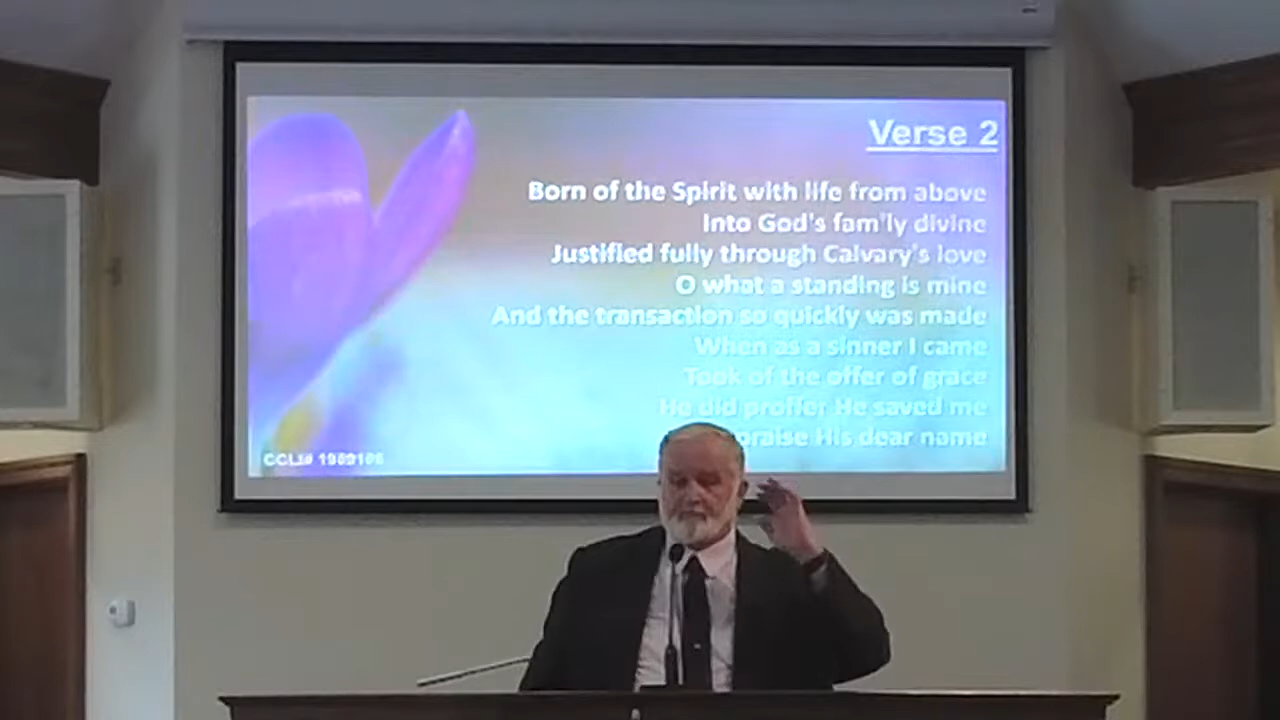 Verse 2
Born of the Spirit with life from above
Into God's fam'ly divine
Justified fully through Calvary's love
O what a standing is mine
And the transaction so quickly was made
When as a sinner I came
Took of the offer of grace
He did proffer He saved me
praise His dear name
CCLI#